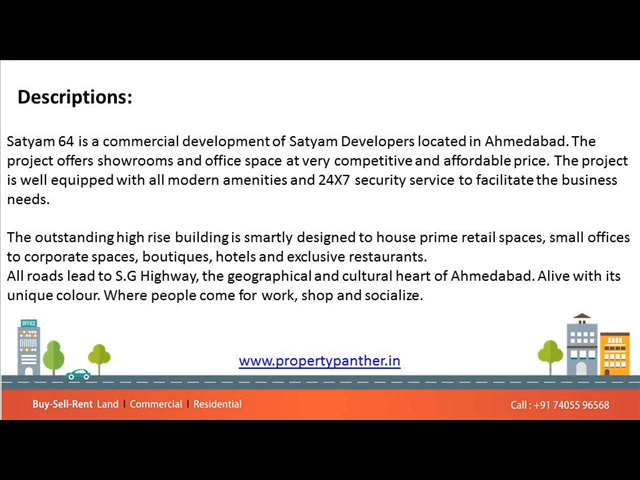 Descriptions:
Satyam 64 is a commercial development of Satyam Developers located in Ahmedabad. The
project offers showrooms and office space at very competitive and affordable price. The project
is well equipped with all modern amenities and 24X7 security service to facilitate the business
needs.
The outstanding high rise building is smartly designed to house prime retail spaces, small offices
to corporate spaces, boutiques, hotels and exclusive restaurants.
All roads lead to S.G Highway, the geographical and cultural heart of Ahmedabad. Alive with its
unique colour. Where people come for work, shop and socialize.
OFFICE
www.propertypanther.in
Buy-Sell-Rent Land | Commercial | Residential
Call : +91 74055 96568